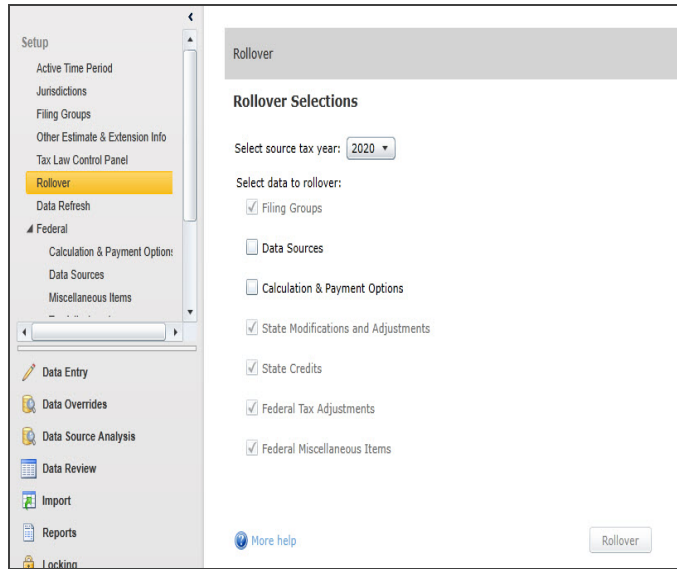 Setup
Active Time Period
Jurisdictions
Filing Groups
Other Estimate & Extension Info
Tax Law Control Panel
Rollover
Data Refresh
Federal
Calculation & Payment Option
Data Sources
Miscellaneous Items
Data Entry
Data Overrides
Data Source Analysis
Data Review
Import
Reports
Locking
Rollover
Rollover Selections
Select source tax year: 2020
Select data to rollover:
Filing Groups
Data Sources
Calculation & Payment Options
State Modifications and Adjustments
State Credits
Federal Tax Adjustments
Federal Miscellaneous Items
More help
Rollover